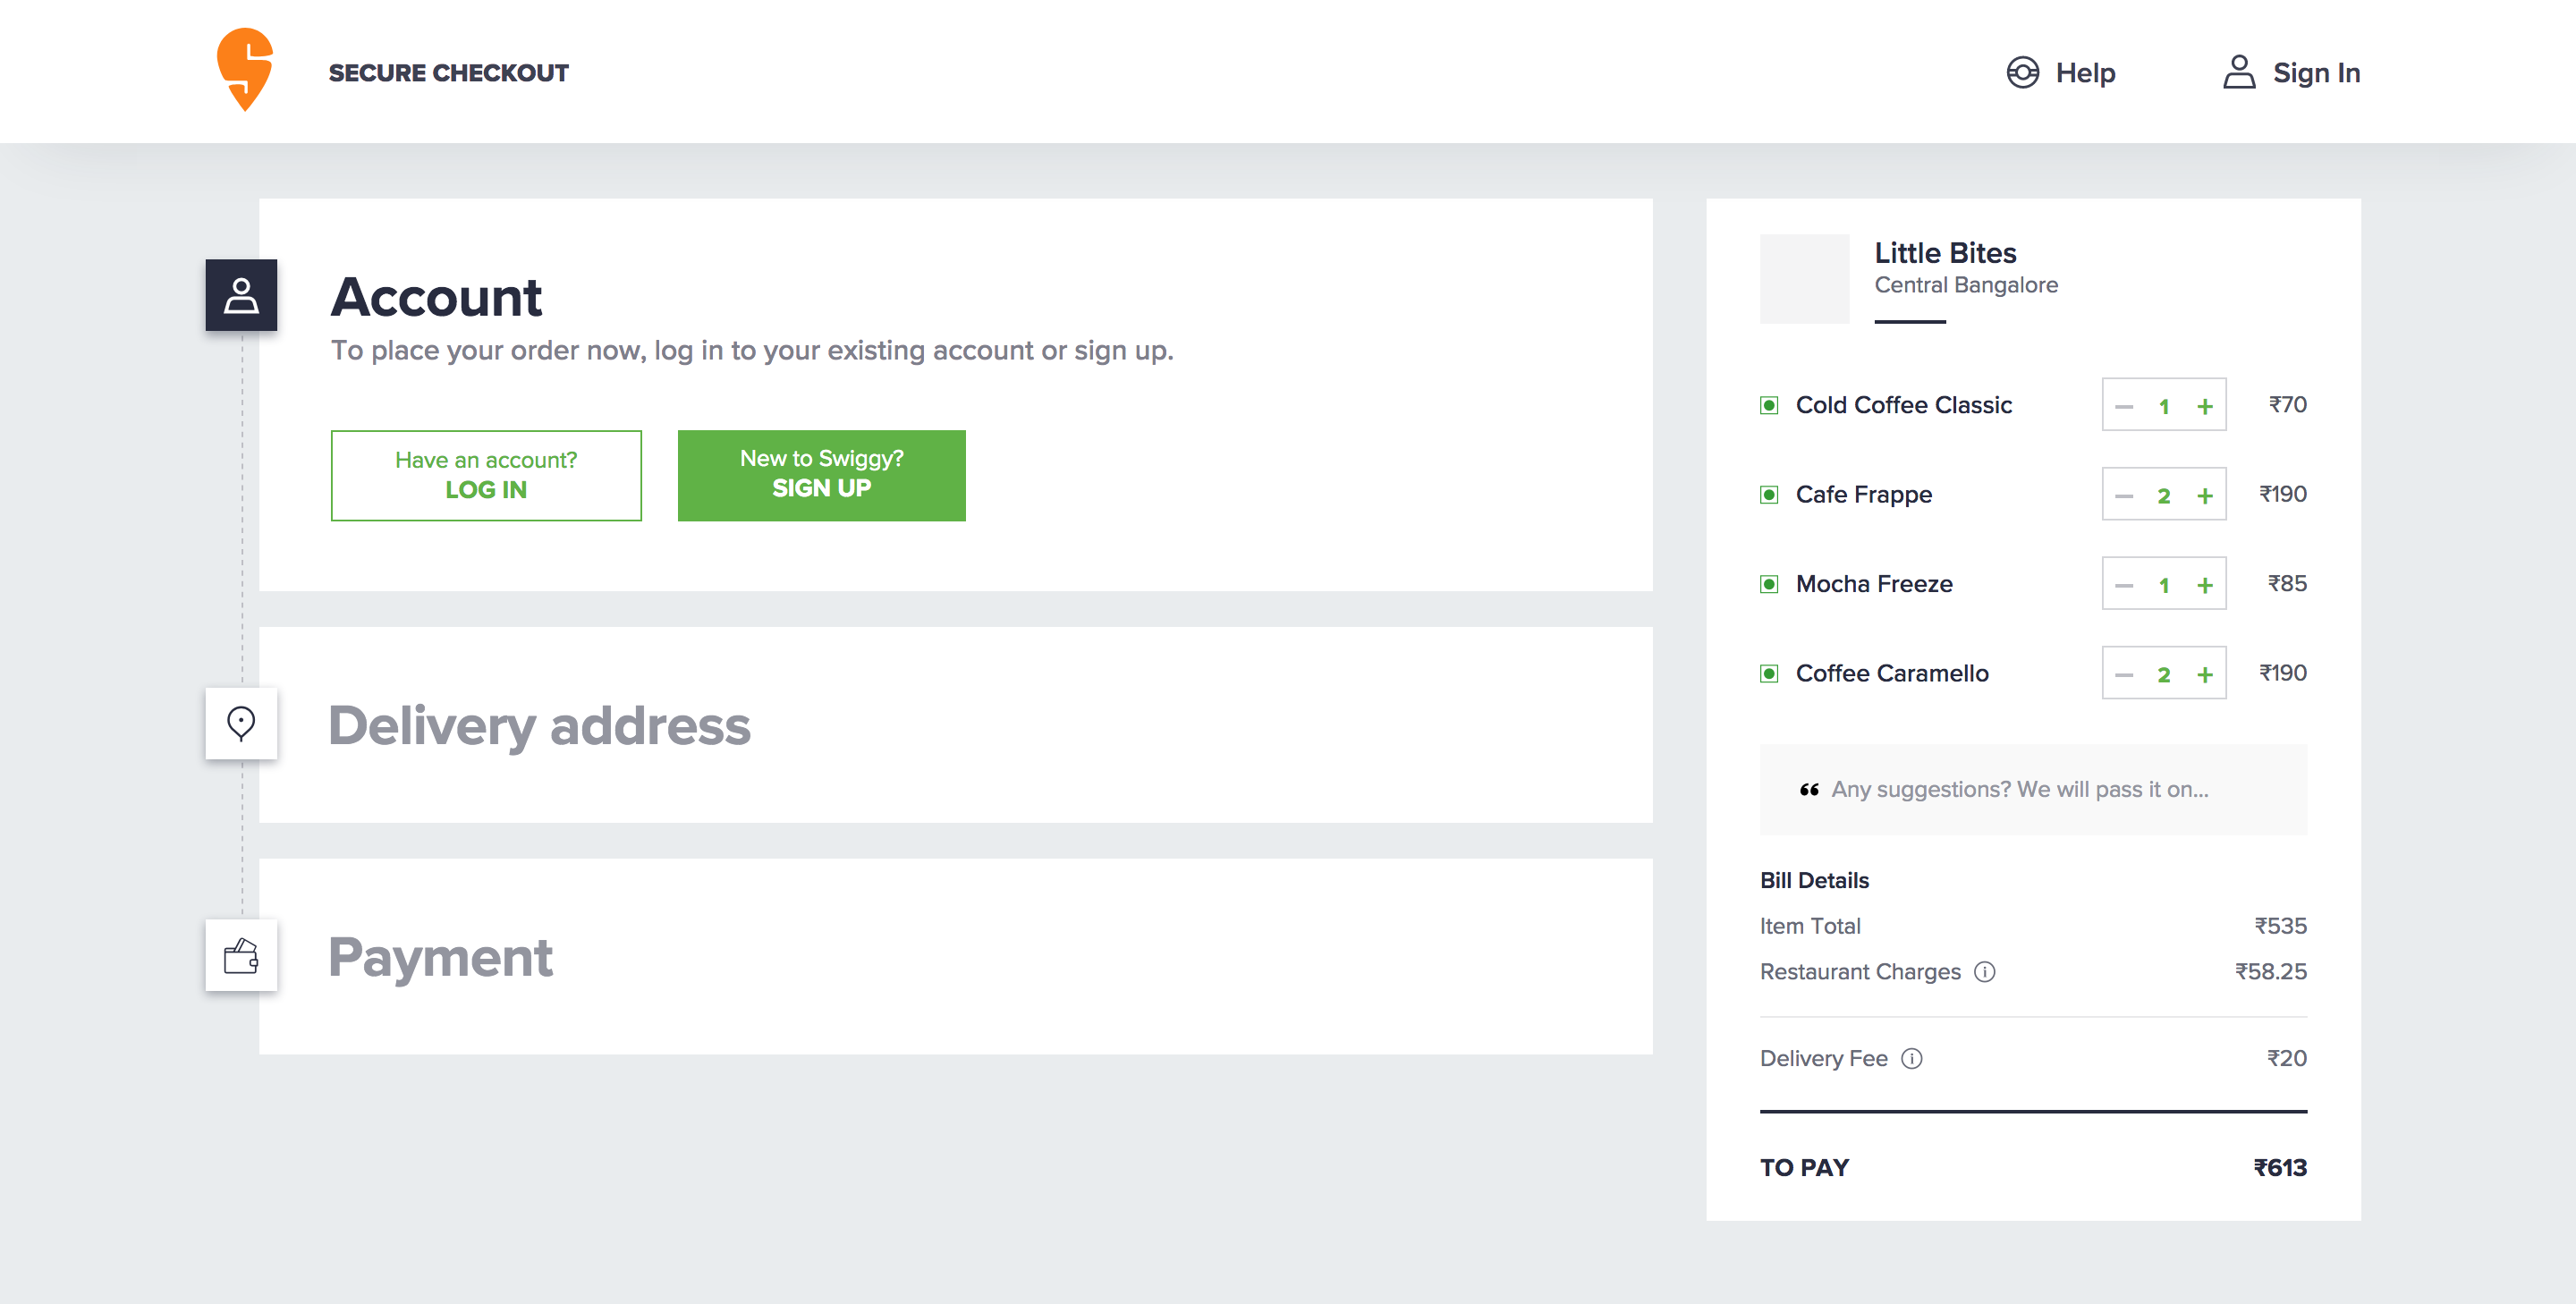 SECURE CHECKOUT
Help
Sign In
Account
To place your order now, log in to your existing account or sign up.
Have an account?
LOG IN
New to Swiggy?
SIGN UP
Delivery address
Payment
Little Bites
Central Bangalore
Cold Coffee Classic – 1 + ₹70
Cafe Frappe – 2 + ₹190
Mocha Freeze – 1 + ₹85
Coffee Caramello – 2 + ₹190
❝ Any suggestions? We will pass it on...
Bill Details
Item Total ₹535
Restaurant Charges ₹58.25
Delivery Fee ₹20
TO PAY ₹613